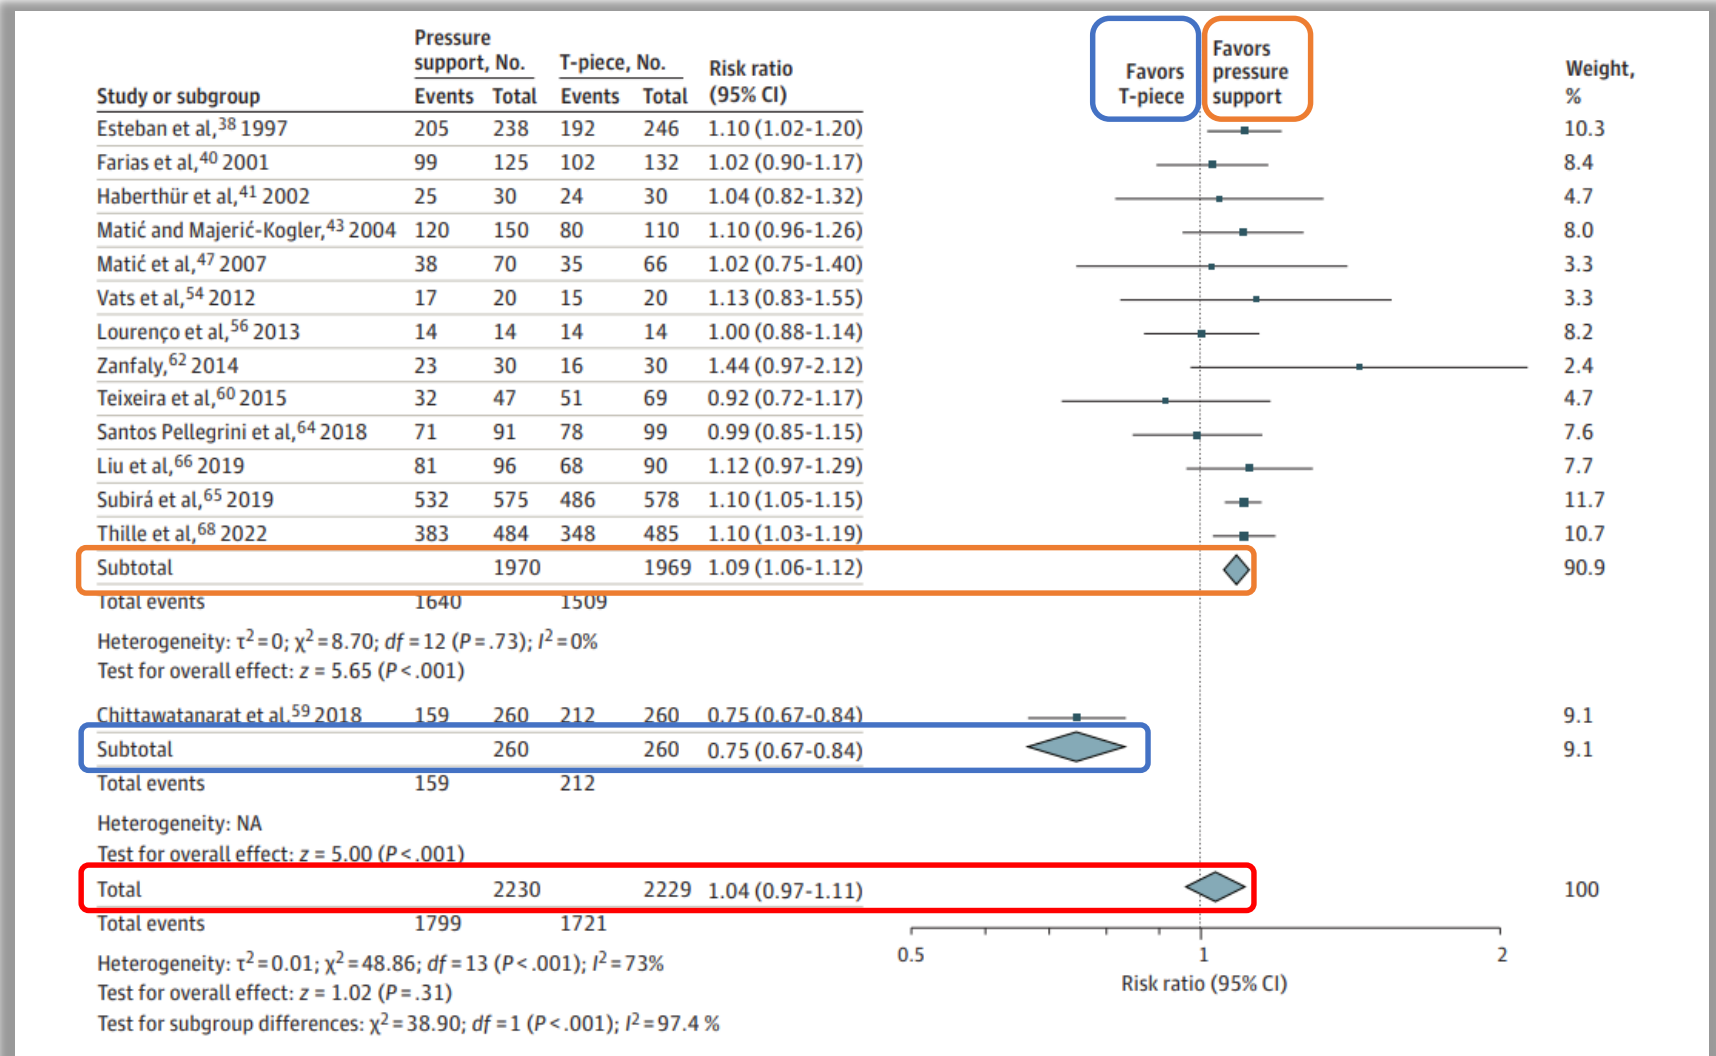 Pressure
support, No. T-piece, No. Risk ratio (95% CI) Favors T-piece Favors pressure support Weight, %
Study or subgroup Events Total Events Total
Esteban et al,38 1997 205 238 192 246 1.10 (1.02-1.20) 10.3
Farias et al,40 2001 99 125 102 132 1.02 (0.90-1.17) 8.4
Haberthür et al,41 2002 25 30 24 30 1.04 (0.82-1.32) 4.7
Matić and Majerić-Kogler,43 2004 120 150 80 110 1.10 (0.96-1.26) 8.0
Matić et al,47 2007 38 70 35 66 1.02 (0.75-1.40) 3.3
Vats et al,54 2012 17 20 15 20 1.13 (0.83-1.55) 3.3
Lourenço et al,56 2013 14 14 14 14 1.00 (0.88-1.14) 8.2
Zanfaly,62 2014 23 30 16 30 1.44 (0.97-2.12) 2.4
Teixeira et al,60 2015 32 47 51 69 0.92 (0.72-1.17) 4.7
Santos Pellegrini et al,64 2018 71 91 78 99 0.99 (0.85-1.15) 7.6
Liu et al,66 2019 81 96 68 90 1.12 (0.97-1.29) 7.7
Subirá et al,65 2019 532 575 486 578 1.10 (1.05-1.15) 11.7
Thille et al,68 2022 383 484 348 485 1.10 (1.03-1.19) 10.7
Subtotal 1970 1969 1.09 (1.06-1.12) 90.9
Total events 1640 1509
Heterogeneity: τ²=0; χ²=8.70; df=12 (P=.73); I²=0%
Test for overall effect: z = 5.65 (P<.001)
Chittawatanarat et al,59 2018 159 260 212 260 0.75 (0.67-0.84) 9.1
Subtotal 260 260 0.75 (0.67-0.84) 9.1
Total events 159 212
Heterogeneity: NA
Test for overall effect: z = 5.00 (P<.001)
Total 2230 2229 1.04 (0.97-1.11) 100
Total events 1799 1721
Heterogeneity: τ²=0.01; χ²=48.86; df=13 (P<.001); I²=73%
Test for overall effect: z = 1.02 (P=.31)
Test for subgroup differences: χ²=38.90; df=1 (P<.001); I²=97.4%
0.5 1 2
Risk ratio (95% CI)